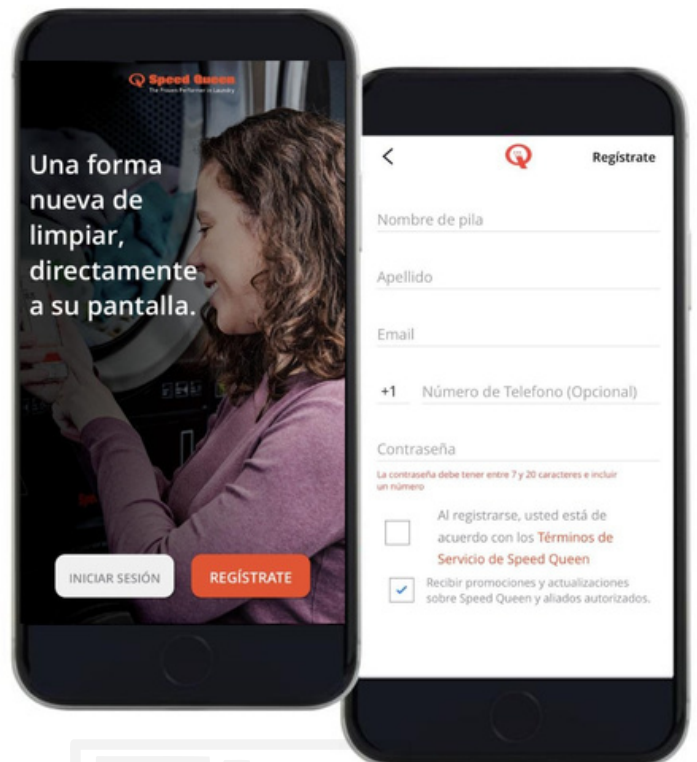 Speed Queen
The Proven Performer in Laundry
Una forma
nueva de
limpiar,
directamente
a su pantalla.
INICIAR SESIÓN
REGÍSTRATE
Regístrate
Nombre de pila
Apellido
Email
+1 Número de Telefono (Opcional)
Contraseña
La contraseña debe tener entre 7 y 20 caracteres e incluir
un número
Al registrarse, usted está de
acuerdo con los Términos de
Servicio de Speed Queen
Recibir promociones y actualizaciones
sobre Speed Queen y aliados autorizados.